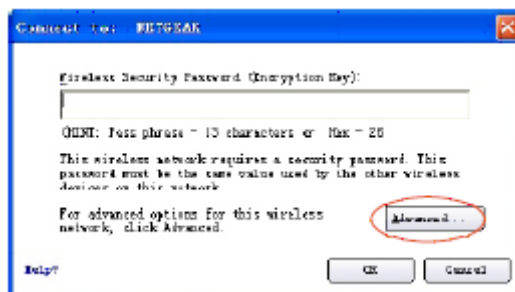 Connect to: NETGEAR
Wireless Security Password (Encryption Key):
(HINT: Pass phrase = 13 characters or Hex = 26
This wireless network requires a security password. This
password must be the same value used by the other wireless
devices on this network.
For advanced options for this wireless
network, click Advanced.
Advanced...
Help?
OK
Cancel